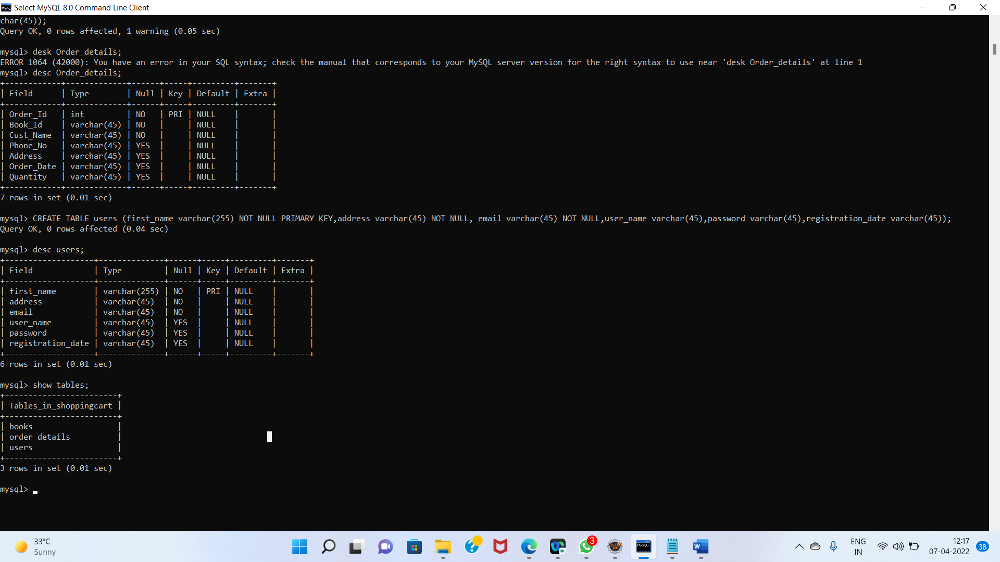 Select MySQL 8.0 Command Line Client
char(45));
Query OK, 0 rows affected, 1 warning (0.05 sec)
mysql> desk Order_details;
ERROR 1064 (42000): You have an error in your SQL syntax; check the manual that corresponds to your MySQL server version for the right syntax to use near 'desk Order_details' at line 1
mysql> desc Order_details;
+------------+-------------+------+-----+---------+-------+
| Field      | Type        | Null | Key | Default | Extra |
+------------+-------------+------+-----+---------+-------+
| Order_Id   | int         | NO   | PRI | NULL    |       |
| Book_Id    | varchar(45) | NO   |     | NULL    |       |
| Cust_Name  | varchar(45) | NO   |     | NULL    |       |
| Phone_No   | varchar(45) | YES  |     | NULL    |       |
| Address    | varchar(45) | YES  |     | NULL    |       |
| Order_Date | varchar(45) | YES  |     | NULL    |       |
| Quantity   | varchar(45) | YES  |     | NULL    |       |
+------------+-------------+------+-----+---------+-------+
7 rows in set (0.01 sec)
mysql> CREATE TABLE users (first_name varchar(255) NOT NULL PRIMARY KEY,address varchar(45) NOT NULL, email varchar(45) NOT NULL,user_name varchar(45),password varchar(45),registration_date varchar(45));
Query OK, 0 rows affected (0.04 sec)
mysql> desc users;
+-------------------+--------------+------+-----+---------+-------+
| Field             | Type         | Null | Key | Default | Extra |
+-------------------+--------------+------+-----+---------+-------+
| first_name        | varchar(255) | NO   | PRI | NULL    |       |
| address           | varchar(45)  | NO   |     | NULL    |       |
| email             | varchar(45)  | NO   |     | NULL    |       |
| user_name         | varchar(45)  | YES  |     | NULL    |       |
| password          | varchar(45)  | YES  |     | NULL    |       |
| registration_date | varchar(45)  | YES  |     | NULL    |       |
+-------------------+--------------+------+-----+---------+-------+
6 rows in set (0.01 sec)
mysql> show tables;
+------------------------+
| Tables_in_shoppingcart |
+------------------------+
| books                  |
| order_details          |
| users                  |
+------------------------+
3 rows in set (0.01 sec)
mysql> _
33°C
Sunny
3
ENG
IN
12:17
07-04-2022
38